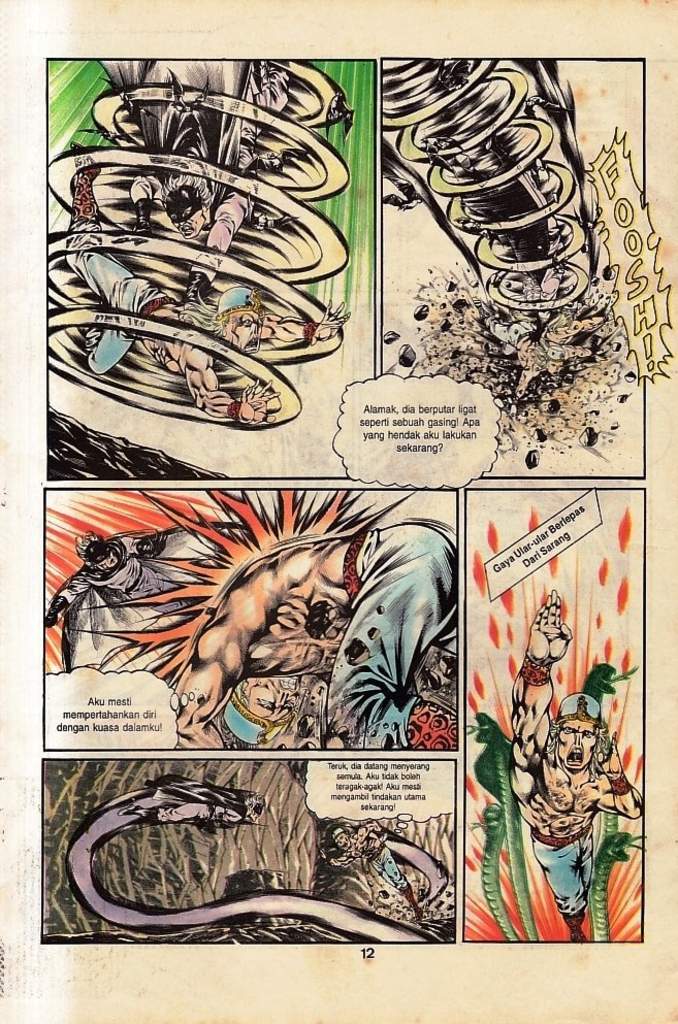 FOOSH!!
Alamak, dia berputar ligat
seperti sebuah gasing! Apa
yang hendak aku lakukan
sekarang?
Aku mesti
mempertahankan diri
dengan kuasa dalamku!
Gaya Ular-ular Berlepas
Dari Sarang
Teruk, dia datang menyerang
semula. Aku tidak boleh
teragak-agak! Aku mesti
mengambil tindakan utama
sekarang!
12